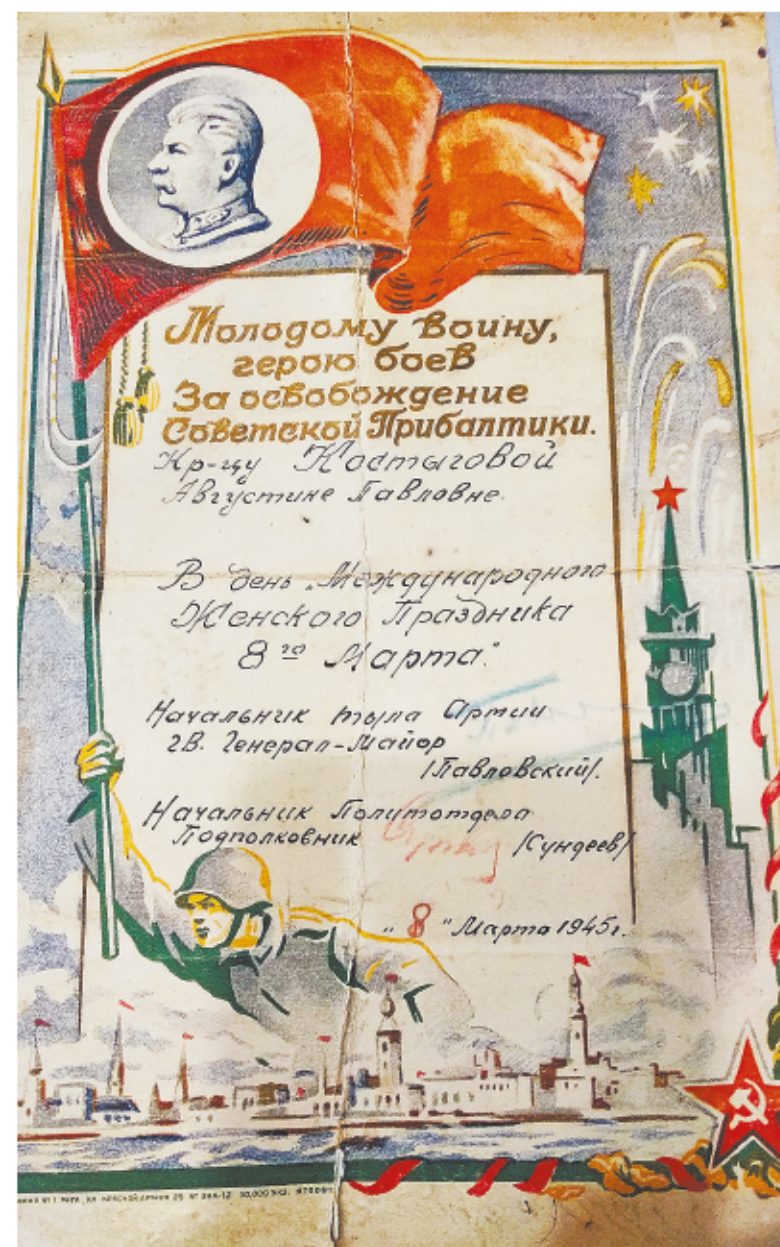 Молодому воину,
герою боев
За освобождение
Советской Прибалтики.
Кр-цу Костыговой
Августине Павловне.
В день "Международного
Женского Праздника
8го Марта".
Начальник тыла Армии
гв. Генерал-Майор
/Павловский/.
Начальник Политотдела
Подполковник /Сундеев/
"8" Марта 1945г.